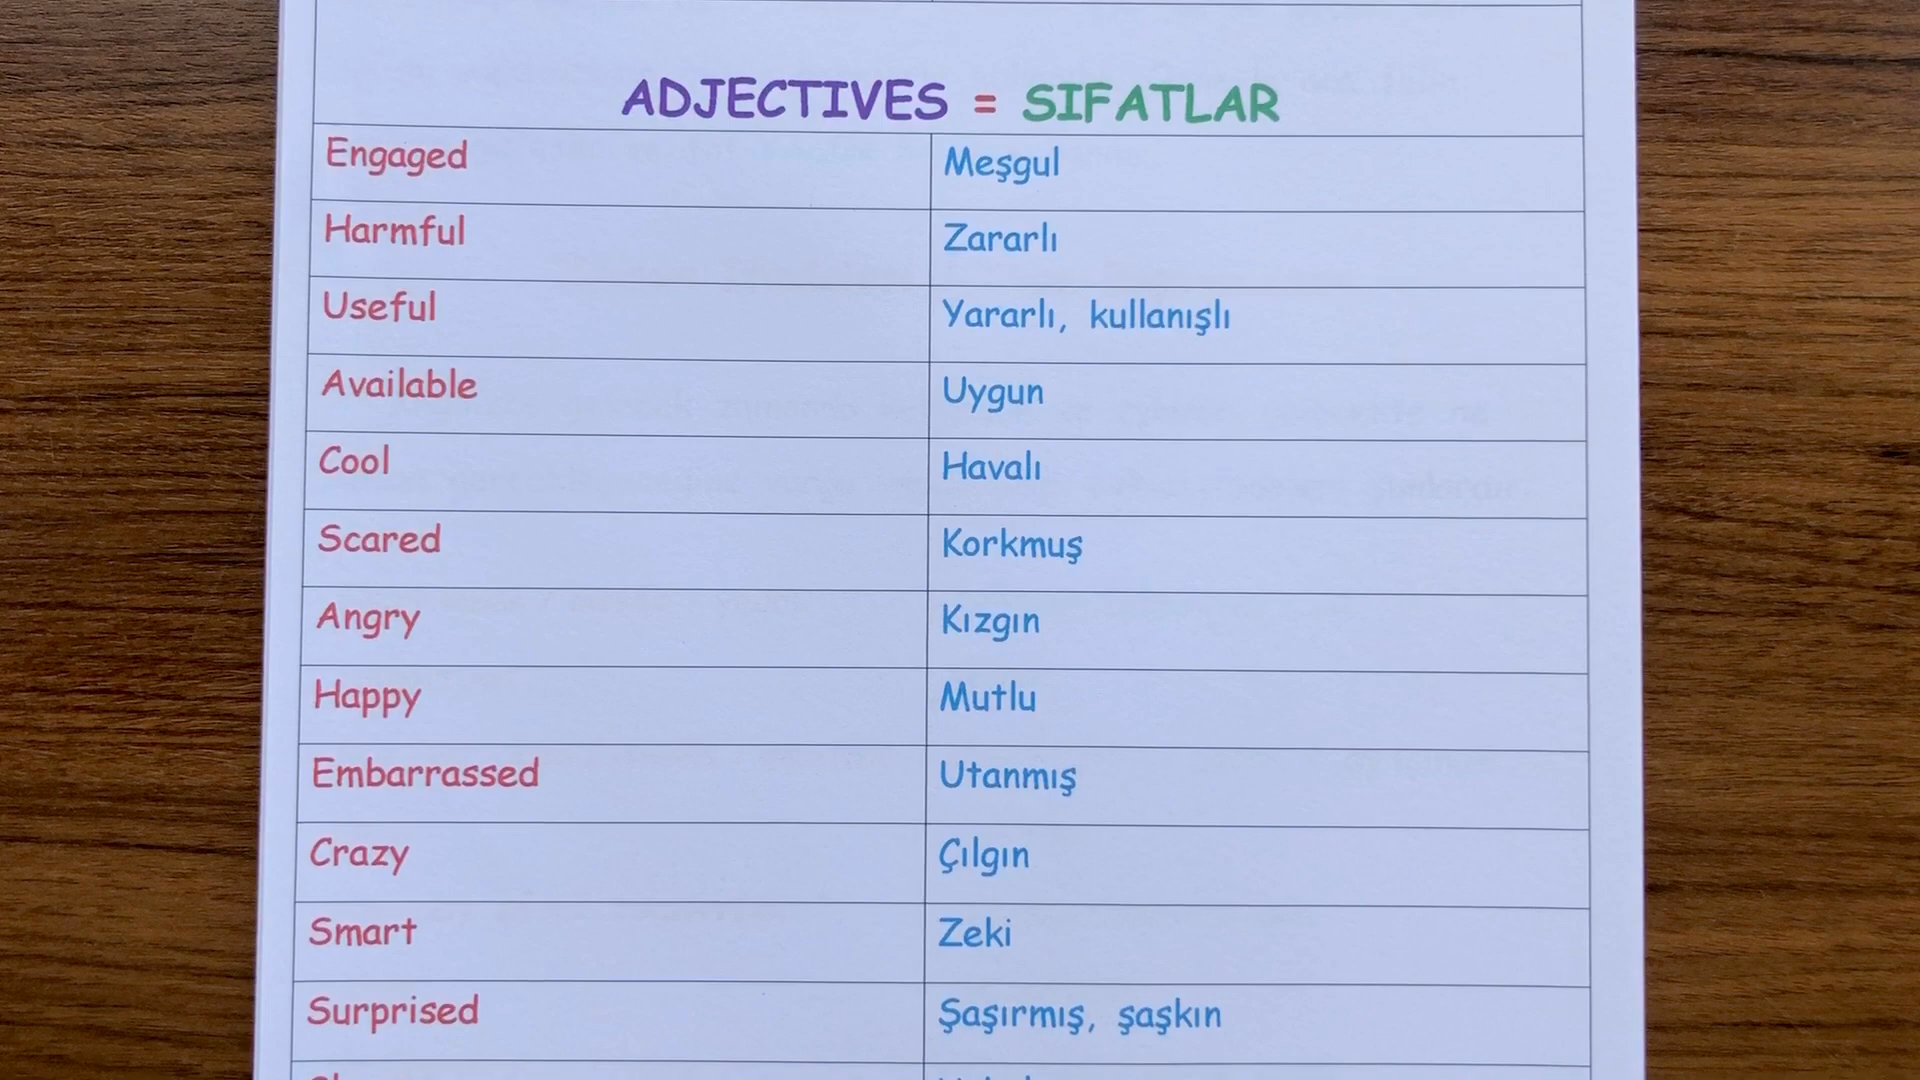 ADJECTIVES = SIFATLAR
Engaged Meşgul
Harmful Zararlı
Useful Yararlı, kullanışlı
Available Uygun
Cool Havalı
Scared Korkmuş
Angry Kızgın
Happy Mutlu
Embarrassed Utanmış
Crazy Çılgın
Smart Zeki
Surprised Şaşırmış, şaşkın